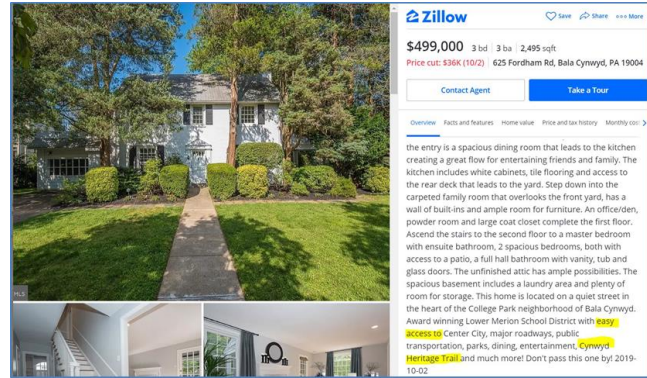 Zillow
Save Share More
$499,000 3 bd 3 ba 2,495 sqft
Price cut: $36K (10/2) 625 Fordham Rd, Bala Cynwyd, PA 19004
Contact Agent Take a Tour
Overview Facts and features Home value Price and tax history Monthly cos
the entry is a spacious dining room that leads to the kitchen
creating a great flow for entertaining friends and family. The
kitchen includes white cabinets, tile flooring and access to
the rear deck that leads to the yard. Step down into the
carpeted family room that overlooks the front yard, has a
wall of built-ins and ample room for furniture. An office/den,
powder room and large coat closet complete the first floor.
Ascend the stairs to the second floor to a master bedroom
with ensuite bathroom, 2 spacious bedrooms, both with
access to a patio, a full hall bathroom with vanity, tub and
glass doors. The unfinished attic has ample possibilities. The
spacious basement includes a laundry area and plenty of
room for storage. This home is located on a quiet street in
the heart of the College Park neighborhood of Bala Cynwyd.
Award winning Lower Merion School District with easy
access to Center City, major roadways, public
transportation, parks, dining, entertainment, Cynwyd
Heritage Trail and much more! Don't pass this one by! 2019-
10-02
MLS